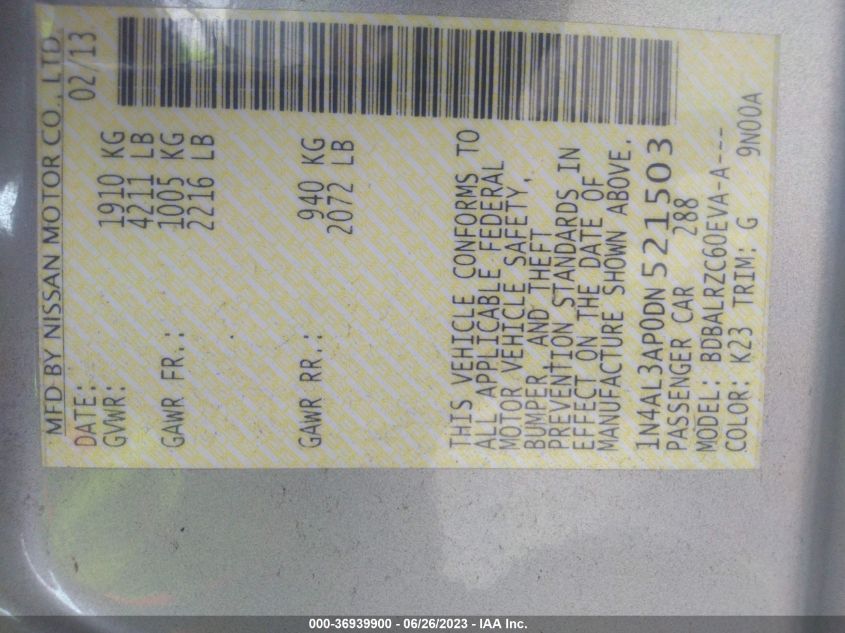 MFD BY NISSAN MOTOR CO., LTD.
DATE: 02/13
GVWR: 1910 KG
4211 LB
GAWR FR.: 1005 KG
2216 LB
GAWR RR.: 940 KG
2072 LB
THIS VEHICLE CONFORMS TO
ALL APPLICABLE FEDERAL
MOTOR VEHICLE SAFETY,
BUMPER AND THEFT
PREVENTION STANDARDS IN
EFFECT ON THE DATE OF
MANUFACTURE SHOWN ABOVE.
1N4AL3AP0DN521503
PASSENGER CAR 288
MODEL: BDBALRZC60EVA-A---
COLOR: K23 TRIM: G 9N00A
000-36939900 - 06/26/2023 - IAA Inc.